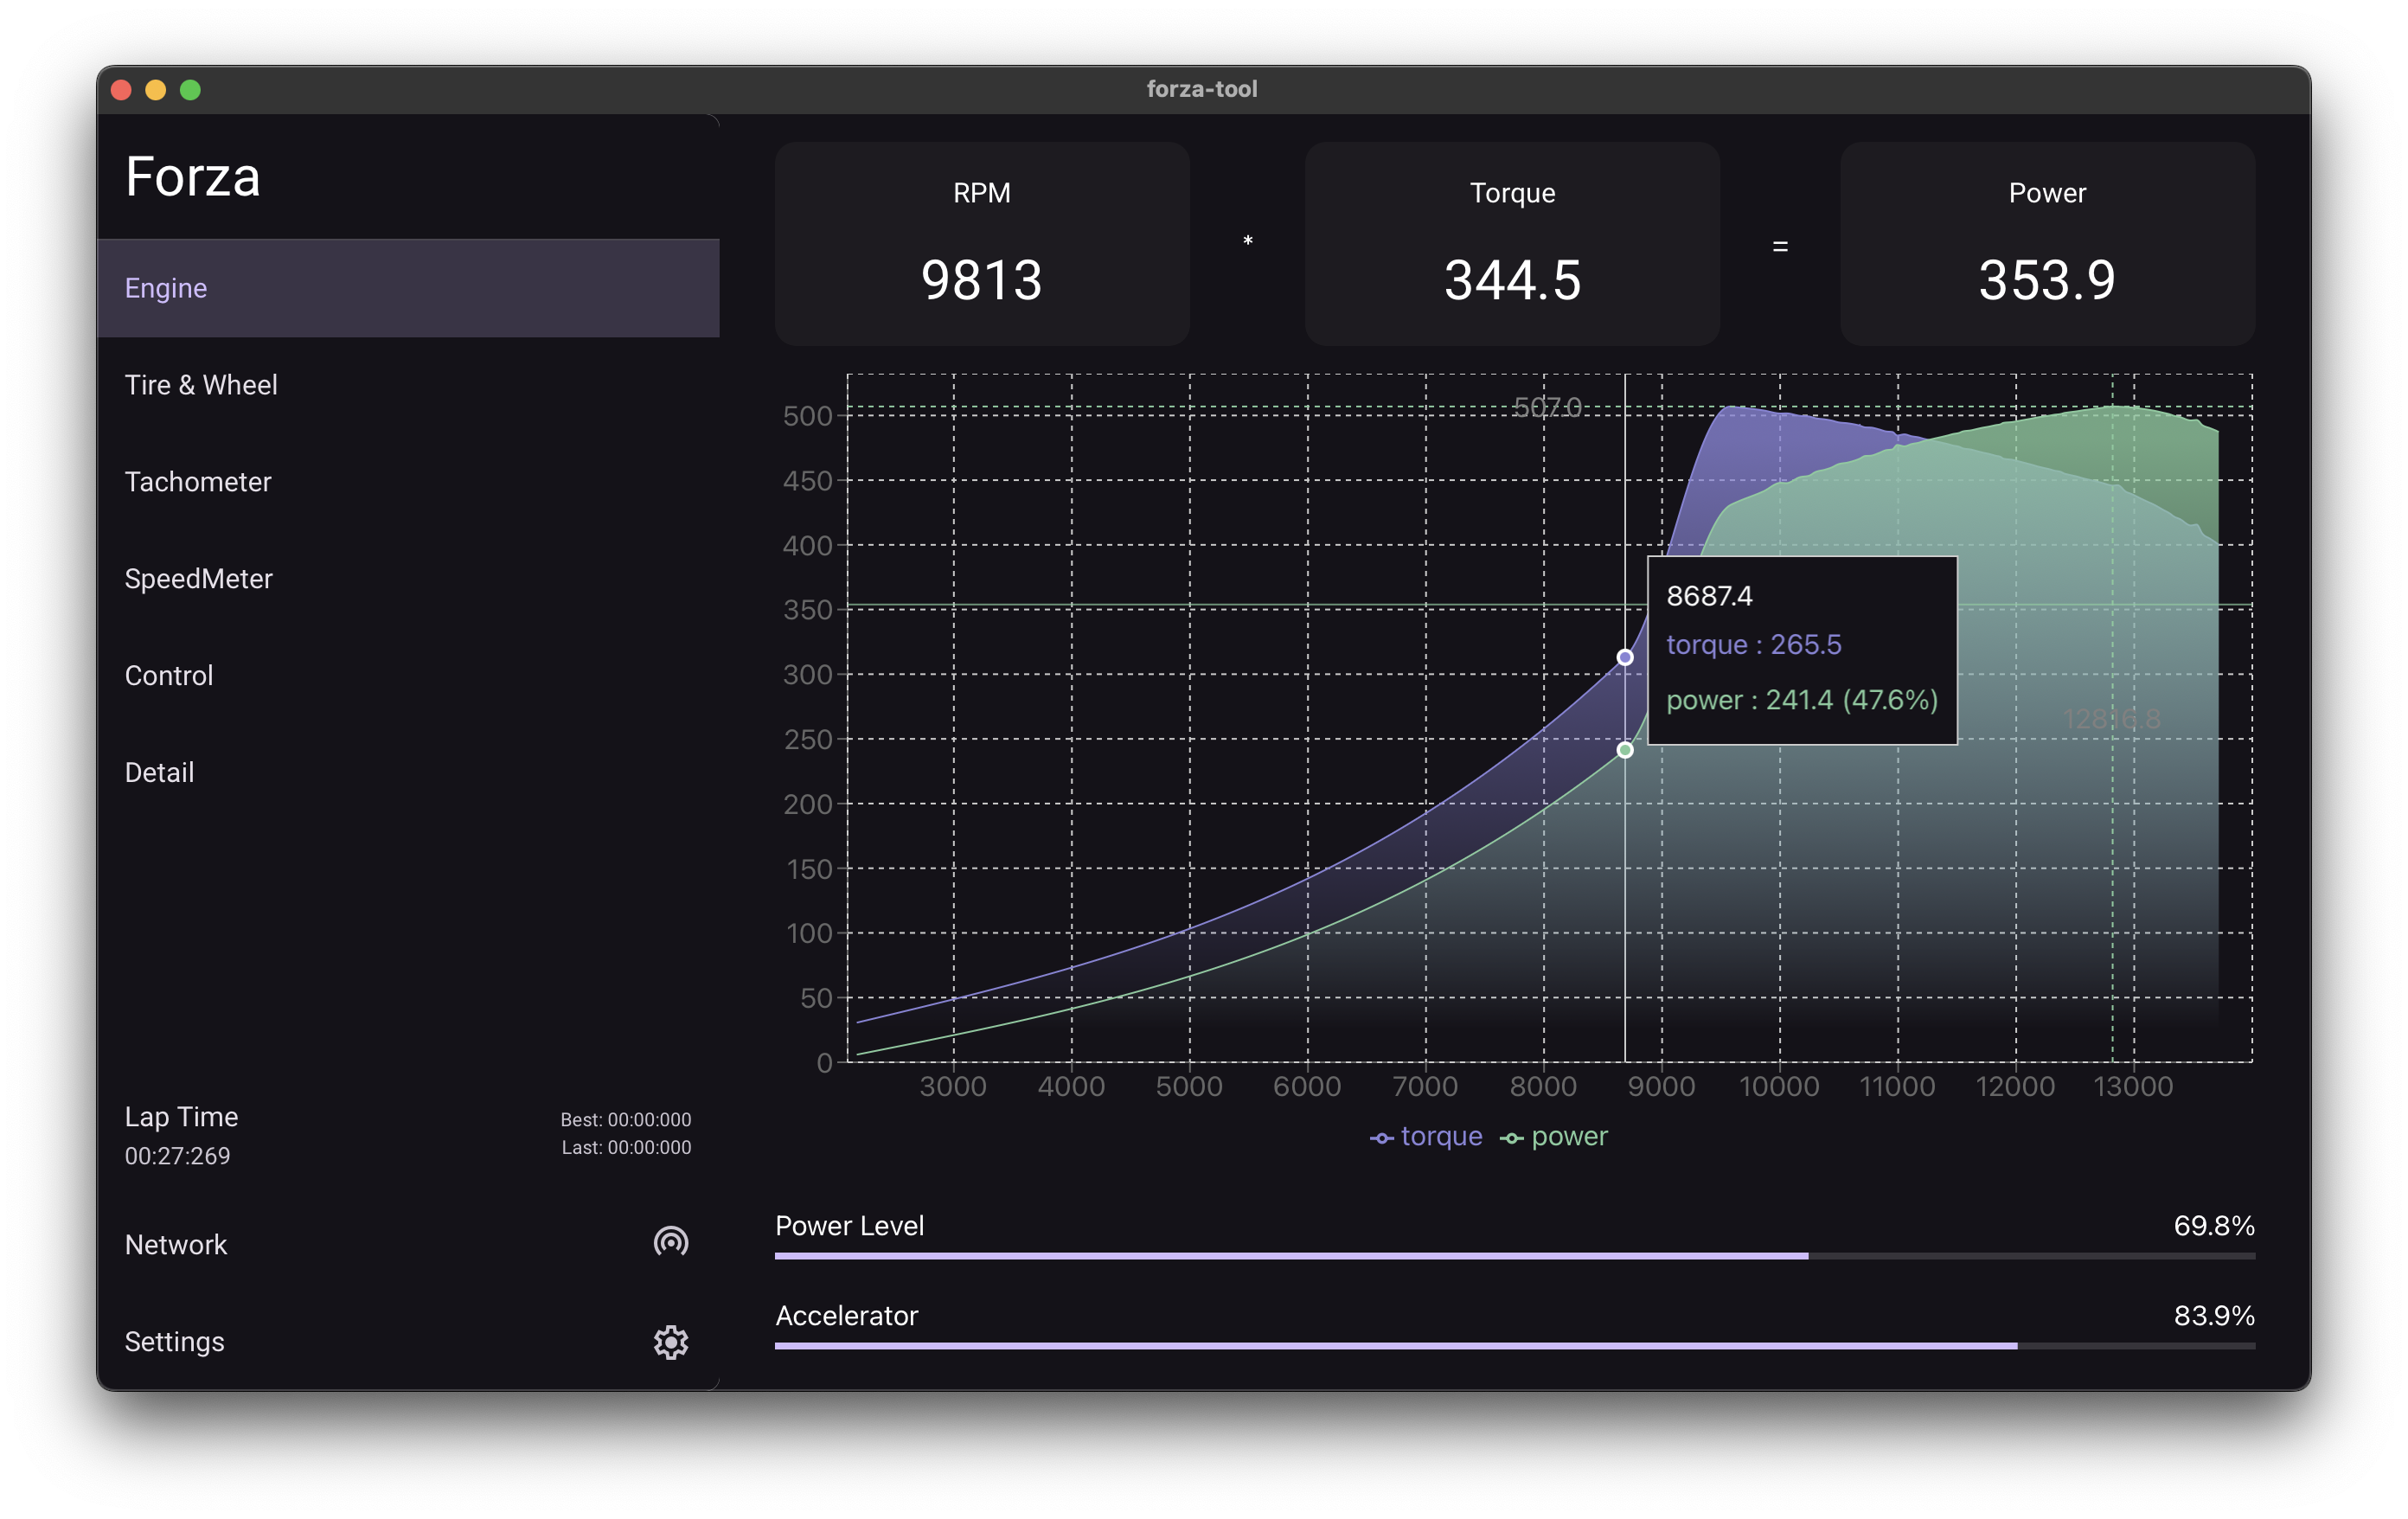 forza-tool
Forza
Engine
Tire & Wheel
Tachometer
SpeedMeter
Control
Detail
Lap Time
00:27:269
Best: 00:00:000
Last: 00:00:000
Network
Settings
RPM
9813
*
Torque
344.5
=
Power
353.9
500
450
400
350
300
250
200
150
100
50
0
507.0
8687.4
torque : 265.5
power : 241.4 (47.6%)
12816.8
3000 4000 5000 6000 7000 8000 9000 10000 11000 12000 13000
torque power
Power Level 69.8%
Accelerator 83.9%